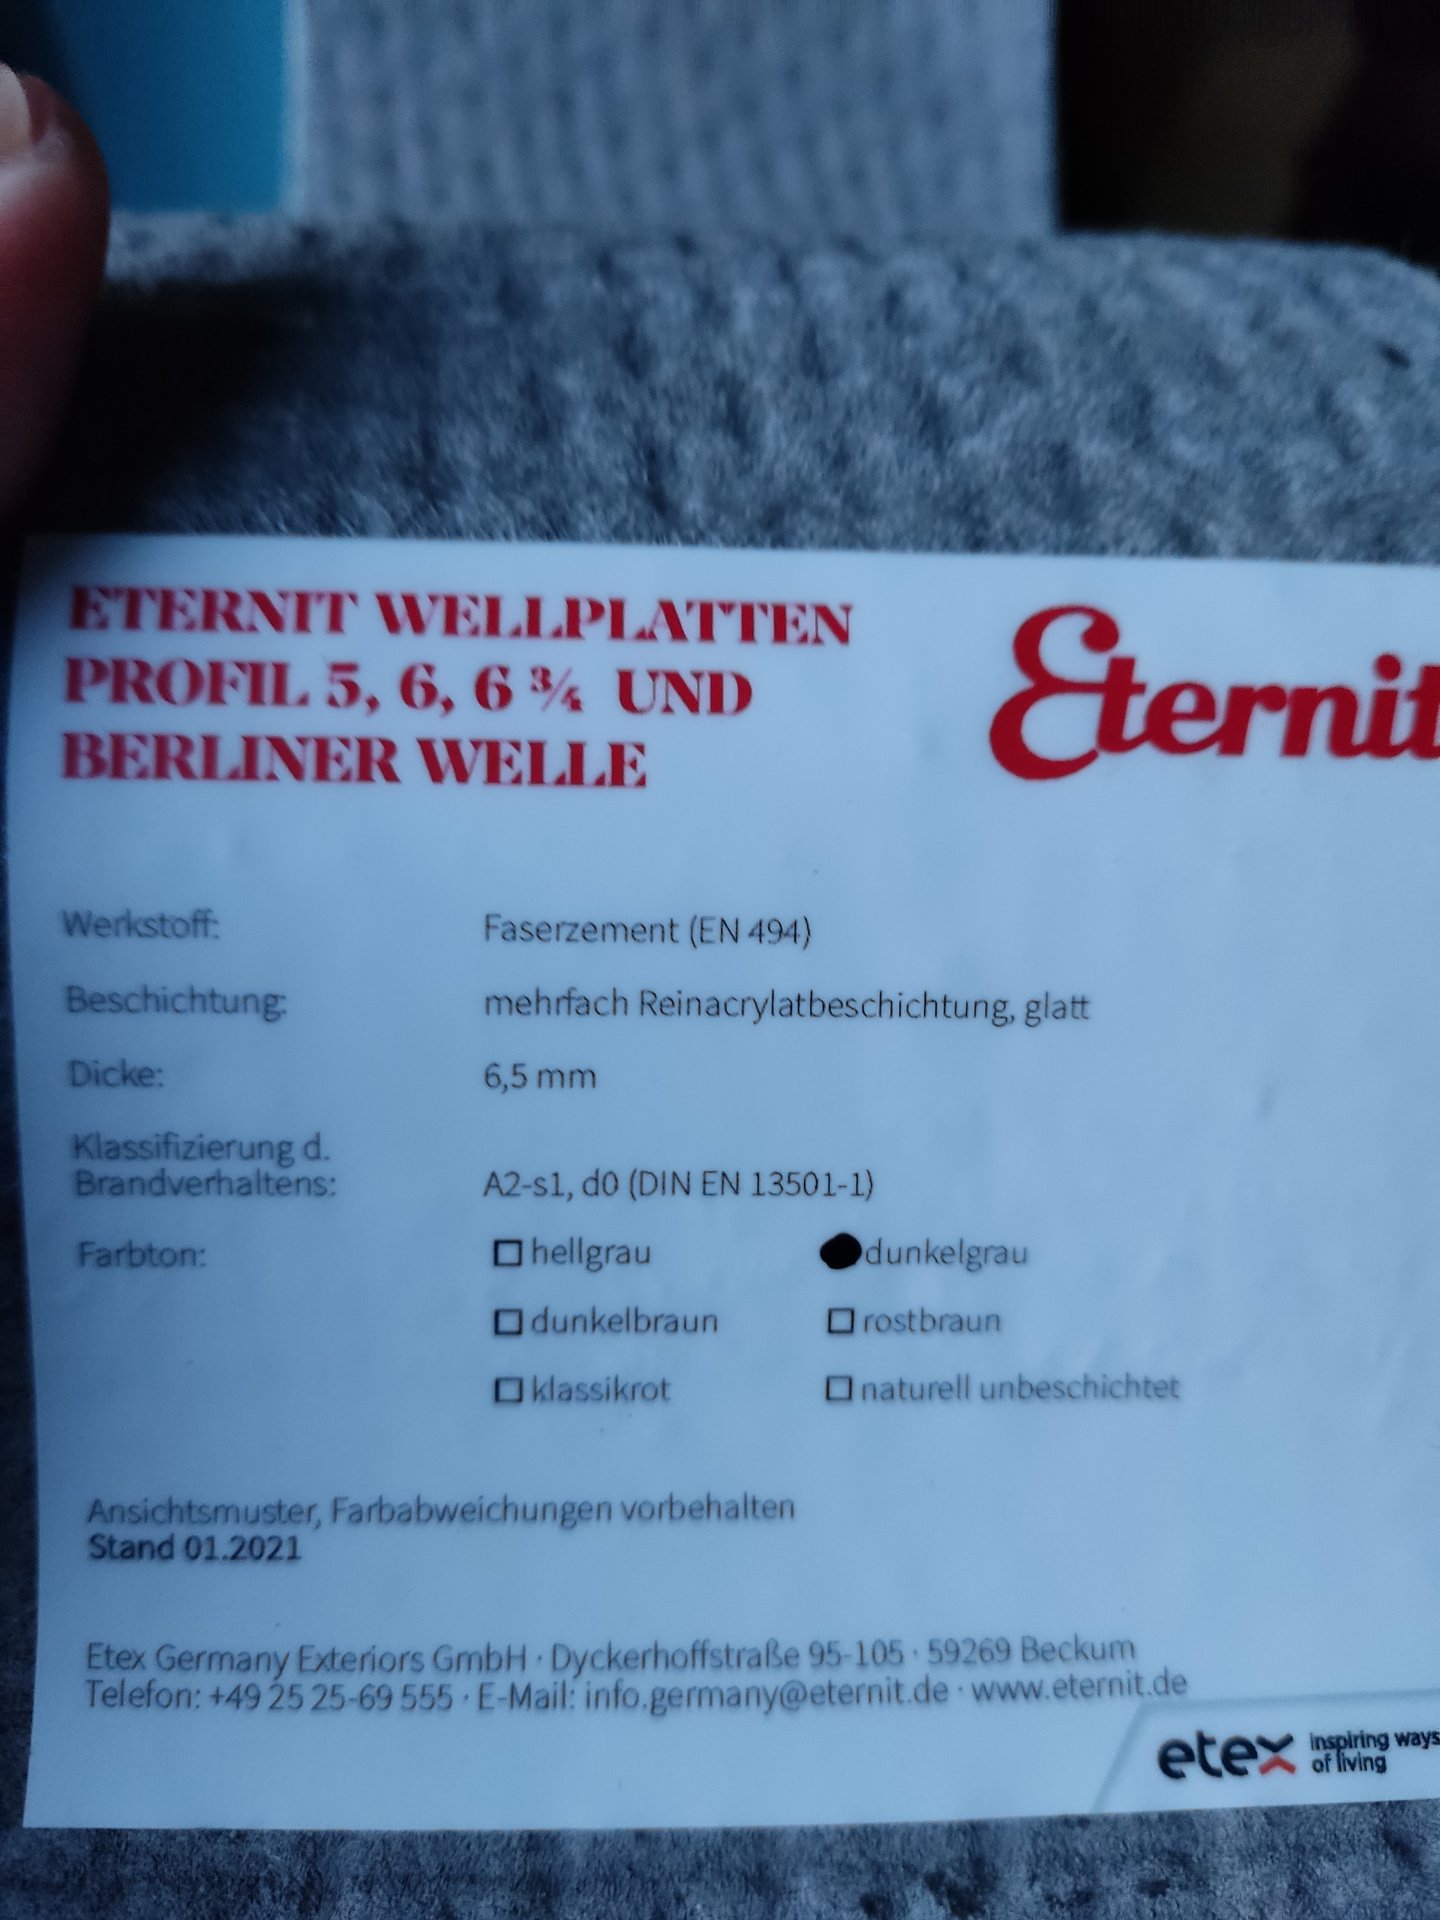 ETERNIT WELLPLATTEN
PROFIL 5, 6, 6 ¾ UND
BERLINER WELLE
Eternit
Werkstoff: Faserzement (EN 494)
Beschichtung: mehrfach Reinacrylatbeschichtung, glatt
Dicke: 6,5 mm
Klassifizierung d.
Brandverhaltens: A2-s1, d0 (DIN EN 13501-1)
Farbton: hellgrau dunkelgrau
dunkelbraun rostbraun
klassikrot naturell unbeschichtet
Ansichtsmuster, Farbabweichungen vorbehalten
Stand 01.2021
Etex Germany Exteriors GmbH · Dyckerhoffstraße 95-105 · 59269 Beckum
Telefon: +49 25 25-69 555 · E-Mail: info.germany@eternit.de · www.eternit.de
etex inspiring ways
of living